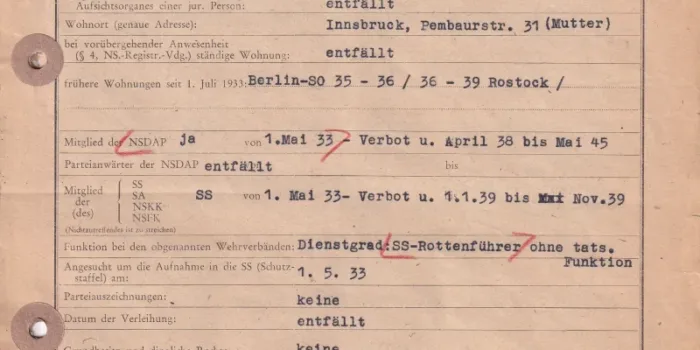 Aufsichtsorganes einer jur. Person: entfällt
Wohnort (genaue Adresse): Innsbruck, Pembaurstr. 31 (Mutter)
bei vorübergehender Anwesenheit
(§ 4, NS.-Registr.-Vdg.) ständige Wohnung: entfällt
frühere Wohnungen seit 1. Juli 1933: Berlin-SO 35 - 36 / 36 - 39 Rostock /
Mitglied der NSDAP ja von 1.Mai 33 - Verbot u. April 38 bis Mai 45
Parteianwärter der NSDAP entfällt bis
Mitglied der (des) SS SA NSKK NSFK SS von 1. Mai 33- Verbot u. 1.1.39 bis Nov.39
(Nichtzutreffendes ist zu streichen)
Funktion bei den obgenannten Wehrverbänden: Dienstgrad:SS-Rottenführer ohne tats.
Funktion
Angesucht um die Aufnahme in die SS (Schutz-
staffel) am: 1. 5. 33
Parteiauszeichnungen: keine
Datum der Verleihung: entfällt
keine